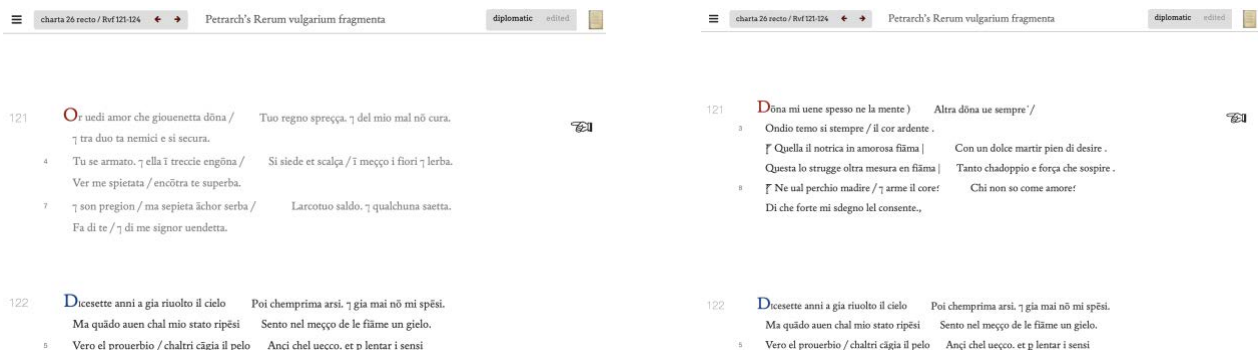 charta 26 recto / Rvf 121-124 Petrarch's Rerum vulgarium fragmenta diplomatic edited
121 Or uedi amor che giouenetta dōna / Tuo regno spreçça. ⁊ del mio mal nō cura.
⁊ tra duo ta nemici e si secura.
4 Tu se armato. ⁊ ella ī treccie engōna / Si siede et scalça / ī meçço i fiori ⁊ lerba.
Ver me spietata / encōtra te superba.
7 ⁊ son pregion / ma sepieta āchor serba / Larcotuo saldo. ⁊ qualchuna saetta.
Fa di te / ⁊ di me signor uendetta.
122 Dicesette anni a gia riuolto il cielo Poi chemprima arsi. ⁊ gia mai nō mi spēsi.
Ma quādo auen chal mio stato ripēsi Sento nel meçço de le fiāme un gielo.
5 Vero el prouerbio / chaltri cāgia il pelo Ançi chel ueçco. et p lentar i sensi
charta 26 recto / Rvf 121-124 Petrarch's Rerum vulgarium fragmenta diplomatic edited
121 Dōna mi uene spesso ne la mente ) Altra dōna ue sempre˙/
3 Ondio temo si stempre / il cor ardente .
Quella il notrica in amorosa fiāma | Con un dolce martir pien di desire .
Questa lo strugge oltra mesura en fiāma | Tanto chadoppio e força che sospire .
8 Ne ual perchio madire / ⁊ arme il core: Chi non so come amore:
Di che forte mi sdegno lel consente.,
122 Dicesette anni a gia riuolto il cielo Poi chemprima arsi. ⁊ gia mai nō mi spēsi.
Ma quādo auen chal mio stato ripēsi Sento nel meçço de le fiāme un gielo.
5 Vero el prouerbio / chaltri cāgia il pelo Ançi chel ueçco. et p lentar i sensi